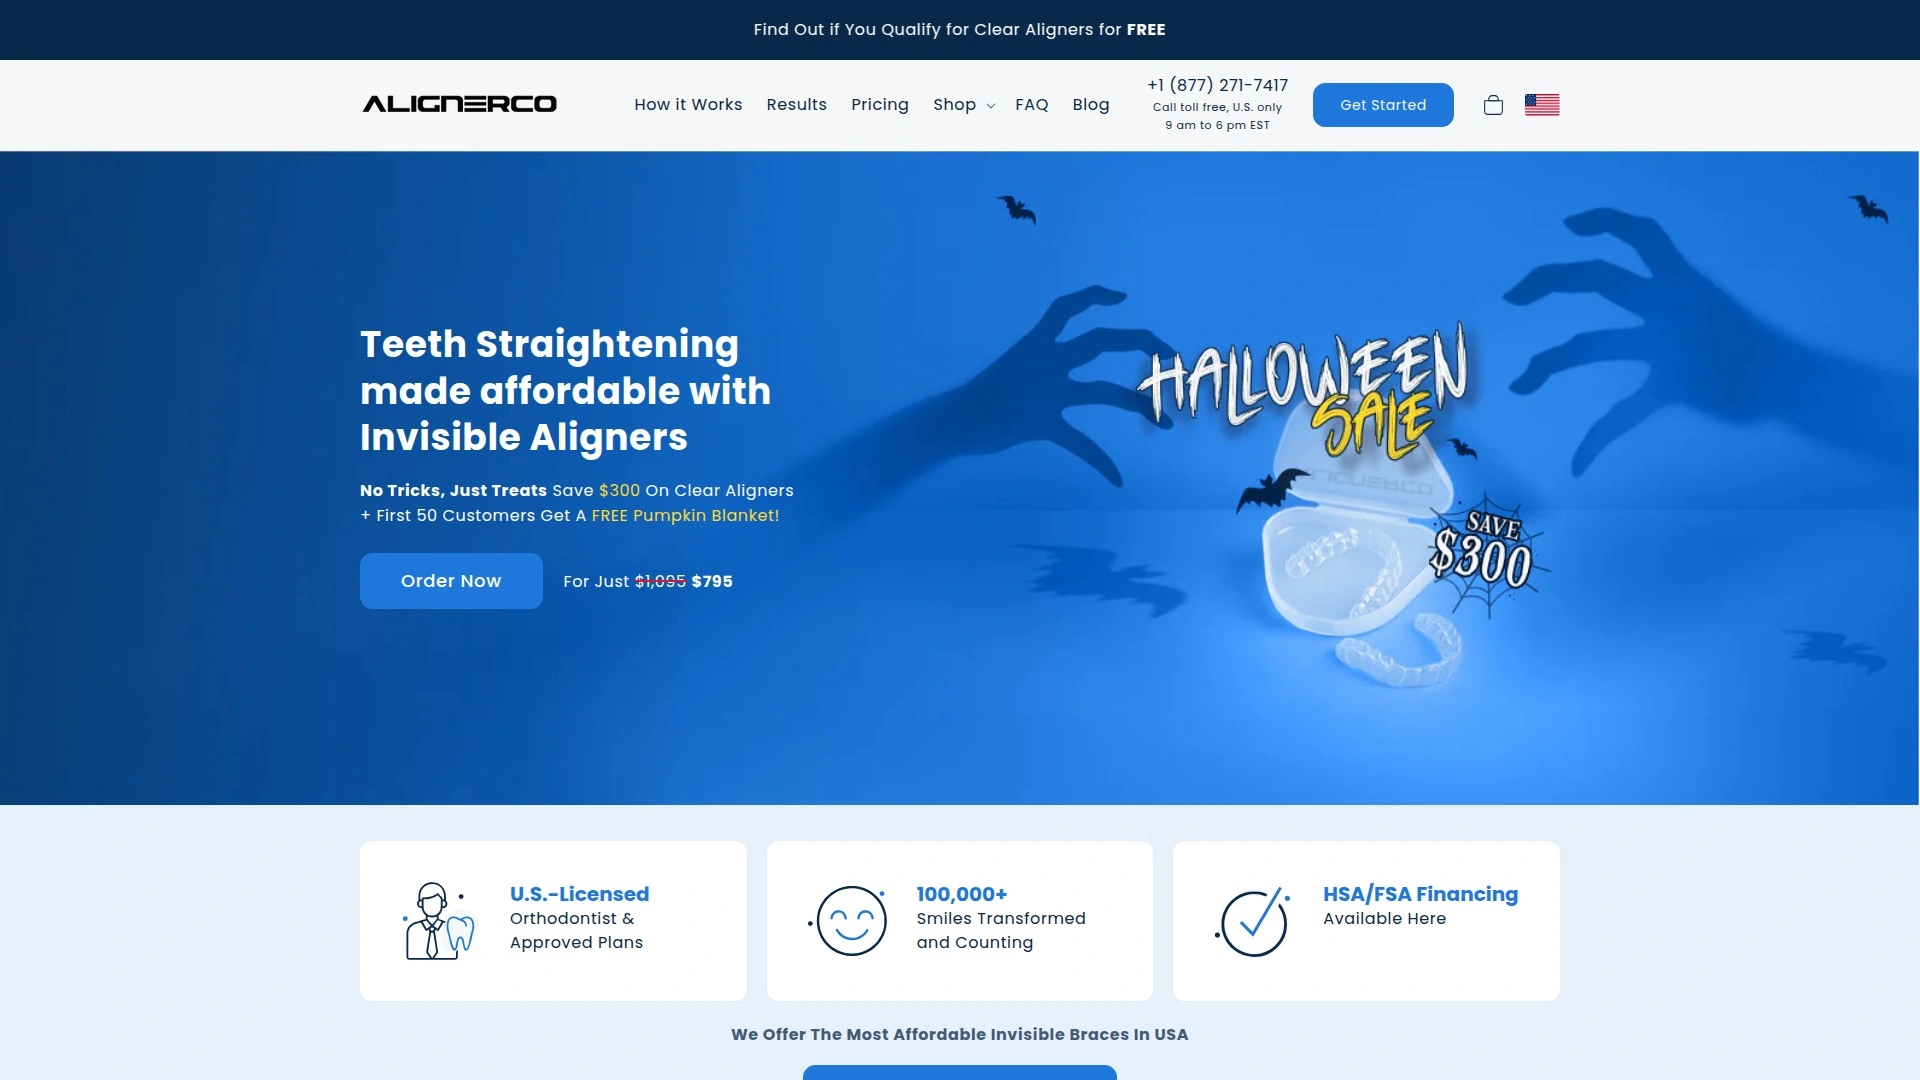 Find Out if You Qualify for Clear Aligners for FREE
ALIGNERCO
How it Works
Results
Pricing
Shop
FAQ
Blog
+1 (877) 271-7417
Call toll free, U.S. only
9 am to 6 pm EST
Get Started
Teeth Straightening
made affordable with
Invisible Aligners
No Tricks, Just Treats Save $300 On Clear Aligners
+ First 50 Customers Get A FREE Pumpkin Blanket!
Order Now
For Just $1,095 $795
HALLOWEEN
SALE
ALIGNERCO
SAVE
$300
U.S.-Licensed
Orthodontist &
Approved Plans
100,000+
Smiles Transformed
and Counting
HSA/FSA Financing
Available Here
We Offer The Most Affordable Invisible Braces In USA